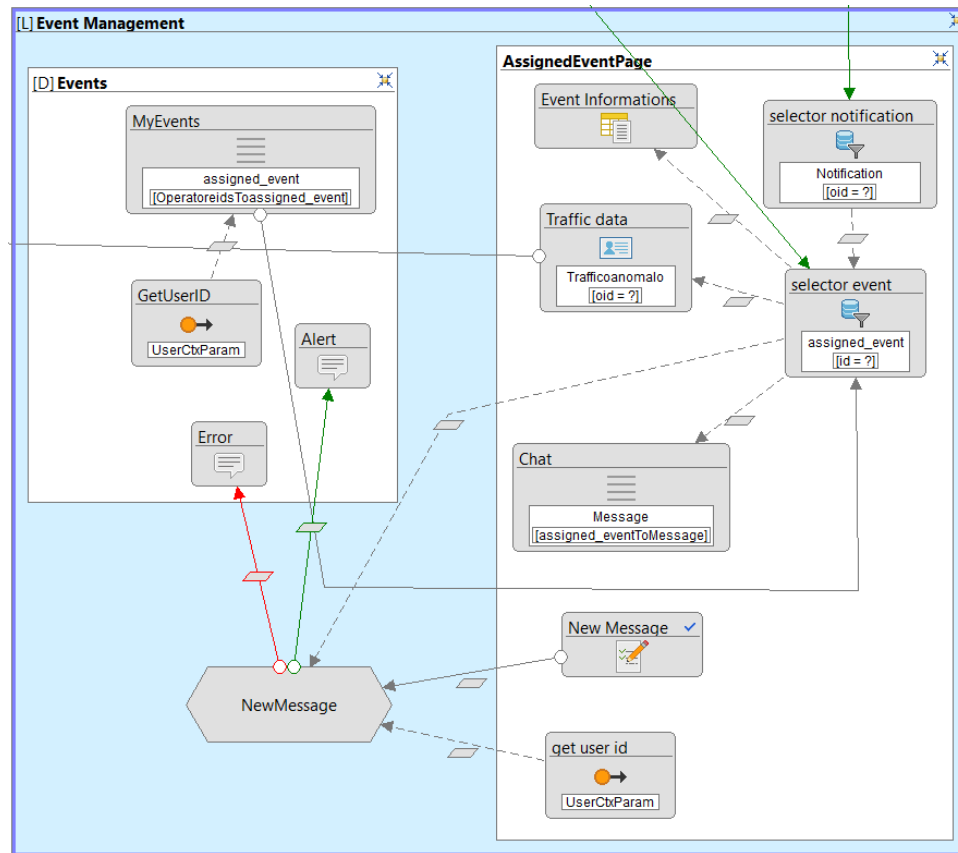 [L] Event Management
[D] Events
MyEvents
assigned_event
[OperatoreidsToassigned_event]
GetUserID
UserCtxParam
Alert
Error
AssignedEventPage
Event Informations
selector notification
Notification
[oid = ?]
Traffic data
Trafficoanomalo
[oid = ?]
selector event
assigned_event
[id = ?]
Chat
Message
[assigned_eventToMessage]
New Message
NewMessage
get user id
UserCtxParam